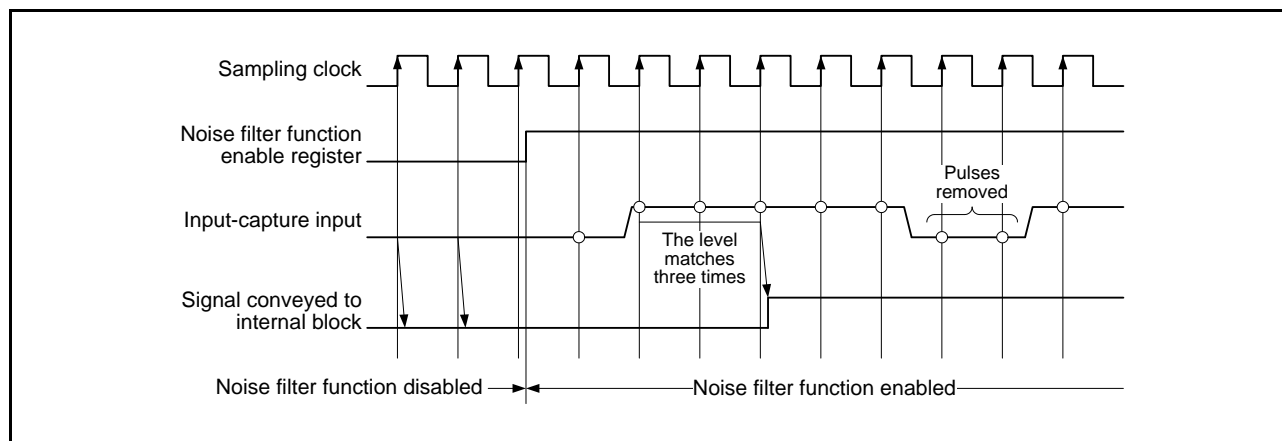 Sampling clock
Noise filter function
enable register
Pulses
removed
Input-capture input
The level
matches
three times
Signal conveyed to
internal block
Noise filter function disabled
Noise filter function enabled